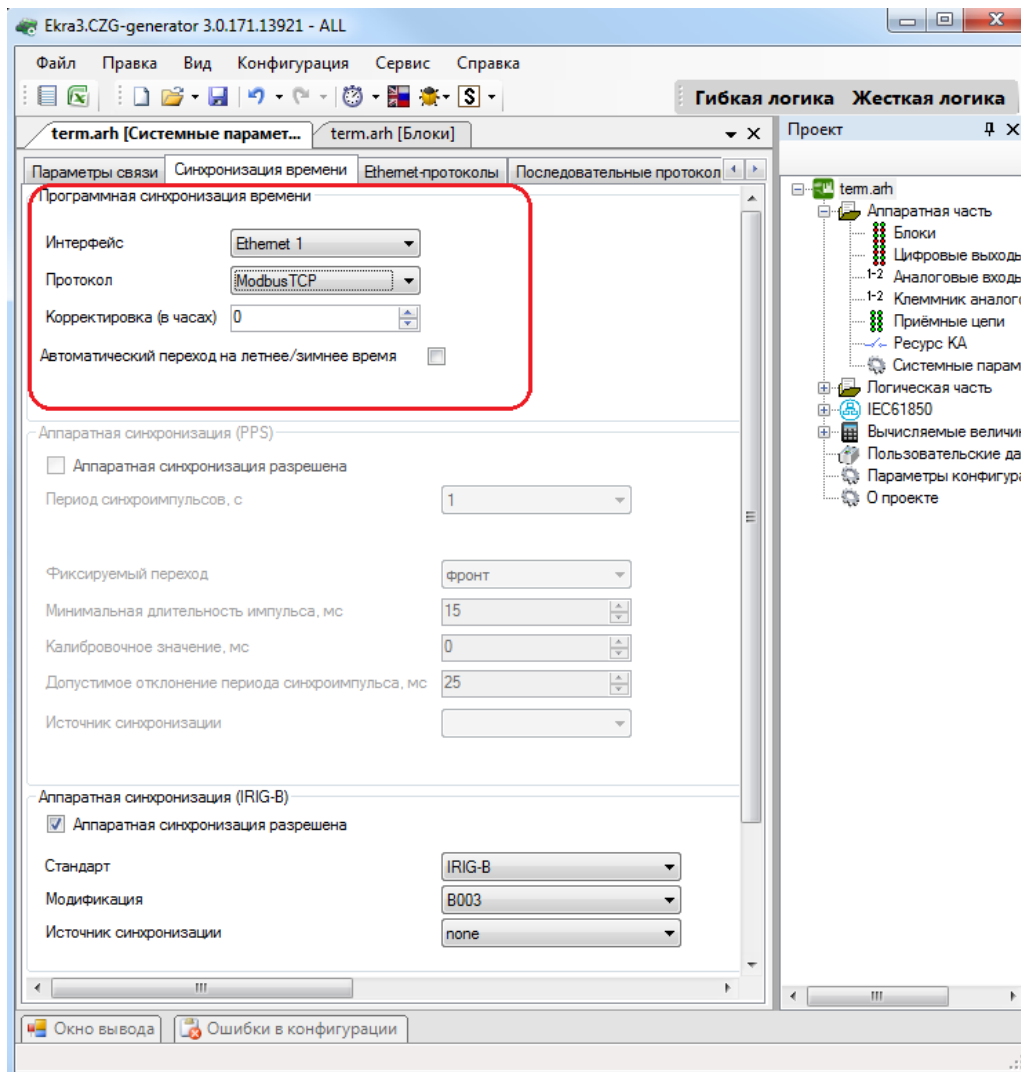 Ekra3.CZG-generator 3.0.171.13921 - ALL
Файл Правка Вид Конфигурация Сервис Справка
Гибкая логика Жесткая логика
term.arh [Системные парамет... term.arh [Блоки]
Параметры связи Синхронизация времени Ethernet-протоколы Последовательные протокол
Программная синхронизация времени
Интерфейс Ethernet 1
Протокол ModbusTCP
Корректировка (в часах) 0
Автоматический переход на летнее/зимнее время
Аппаратная синхронизация (PPS)
Аппаратная синхронизация разрешена
Период синхроимпульсов, с 1
Фиксируемый переход фронт
Минимальная длительность импульса, мс 15
Калибровочное значение, мс 0
Допустимое отклонение периода синхроимпульса, мс 25
Источник синхронизации
Аппаратная синхронизация (IRIG-B)
Аппаратная синхронизация разрешена
Стандарт IRIG-B
Модификация B003
Источник синхронизации none
Проект
term.arh
Аппаратная часть
Блоки
Цифровые выходы
1-2 Аналоговые входы
1-2 Клеммник аналого
Приёмные цепи
Ресурс КА
Системные парам
Логическая часть
IEC61850
Вычисляемые величин
Пользовательские да
Параметры конфигура
О проекте
Окно вывода Ошибки в конфигурации